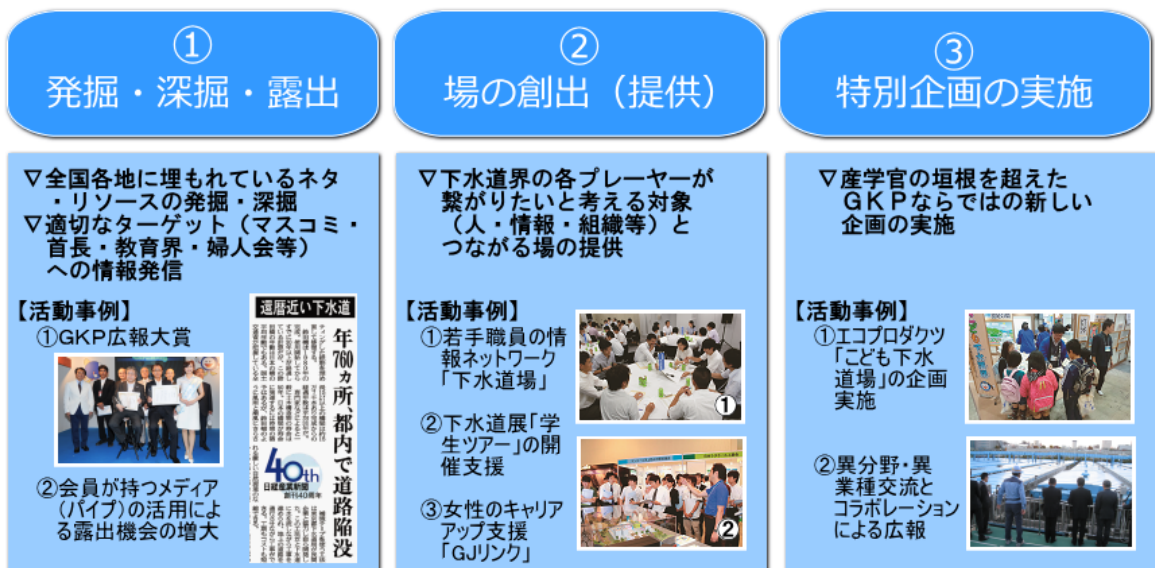 ①
発掘・深掘・露出
▽全国各地に埋もれているネタ
・リソースの発掘・深掘
▽適切なターゲット（マスコミ・
首長・教育界・婦人会等）
への情報発信
【活動事例】
①GKP広報大賞
②会員が持つメディア
（パイプ）の活用によ
る露出機会の増大
還暦近い下水道
年760ヵ所、都内で道路陥没
40th
日経産業新聞
創刊40周年
②
場の創出（提供）
▽下水道界の各プレーヤーが
繋がりたいと考える対象
（人・情報・組織等）と
つながる場の提供
【活動事例】
①若手職員の情
報ネットワーク
「下水道場」
②下水道展「学
生ツアー」の開
催支援
③女性のキャリア
アップ支援
「GJリンク」
①
②
③
特別企画の実施
▽産学官の垣根を超えた
ＧＫＰならではの新しい
企画の実施
【活動事例】
①エコプロダクツ
「こども下水
道場」の企画
実施
②異分野・異
業種交流と
コラボレーション
による広報